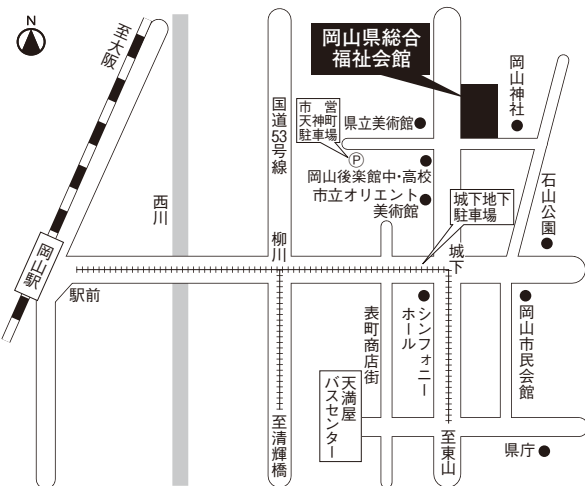 N
至大阪
岡山県総合
福祉会館
岡山神社
国道53号線
市営
天神町
駐車場
県立美術館
P
岡山後楽館中・高校
市立オリエント
美術館
城下地下
駐車場
石山公園
西川
柳川
城下
岡山駅
駅前
表町商店街
シンフォニー
ホール
岡山市民会館
天満屋
バスセンター
至清輝橋
至東山
県庁